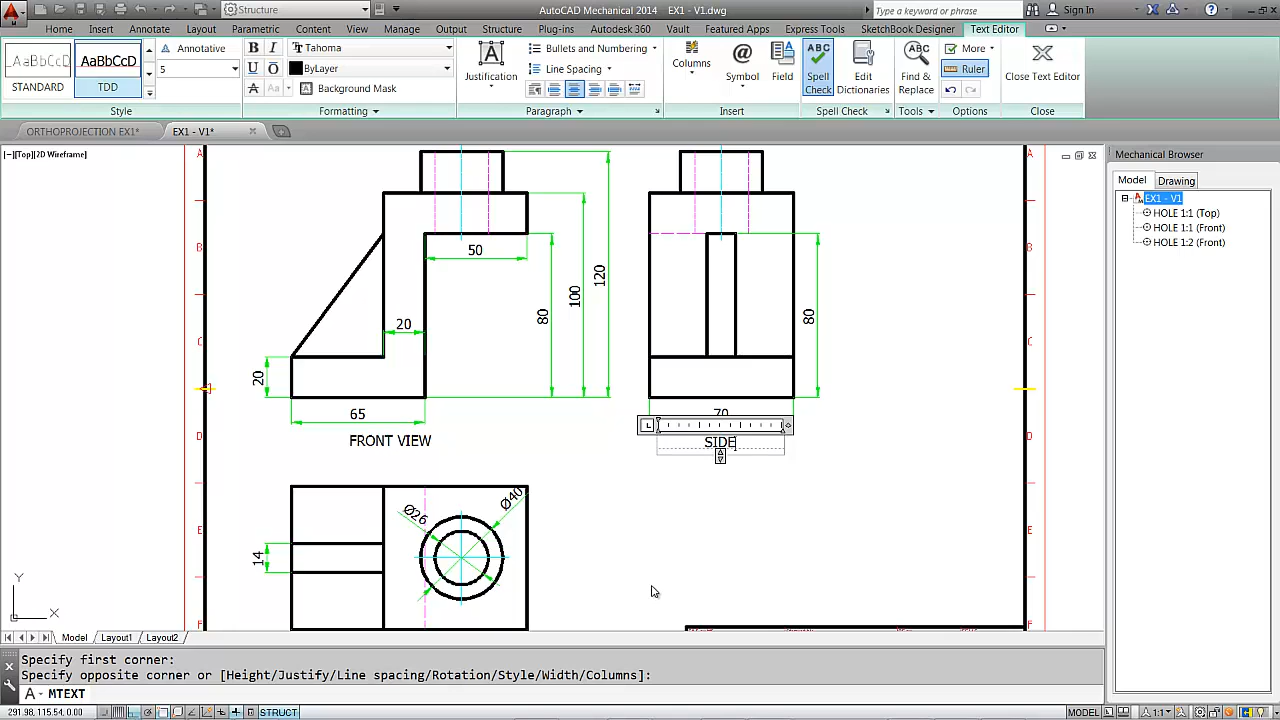 Structure
AutoCAD Mechanical 2014 EX1 - V1.dwg
Type a keyword or phrase
Sign In
Home Insert Annotate Layout Parametric View Manage Output Structure Plug-ins Autodesk 360 Vault Featured Apps Express Tools SketchBook Designer Text Editor
AaBbCcD
STANDARD
AaBbCcD
TDD
Annotative
5
Style
B I
U O
A Aa
Tahoma
ByLayer
Background Mask
Formatting
Justification
Bullets and Numbering
Line Spacing
Paragraph
Columns
@
Symbol
Field
Insert
ABC
Spell
Check
Edit
Dictionaries
Spell Check
Find &
Replace
Tools
More
Ruler
Options
Close Text Editor
Close
ORTHOPROJECTION EX1*
EX1 - V1*
[−][Top][2D Wireframe]
Mechanical Browser
Model Drawing
EX1 - V1
HOLE 1:1 (Top)
HOLE 1:1 (Front)
HOLE 1:2 (Front)
A
A
B
B
C
C
D
D
E
E
F
F
50
20
80
100
120
20
65
FRONT VIEW
80
70
SIDE
Ø26
Ø40
14
Y
X
Model Layout1 Layout2
Specify first corner:
Specify opposite corner or [Height/Justify/Line spacing/Rotation/Style/Width/Columns]:
MTEXT
291.98, 115.54, 0.00
STRUCT
MODEL
1:1